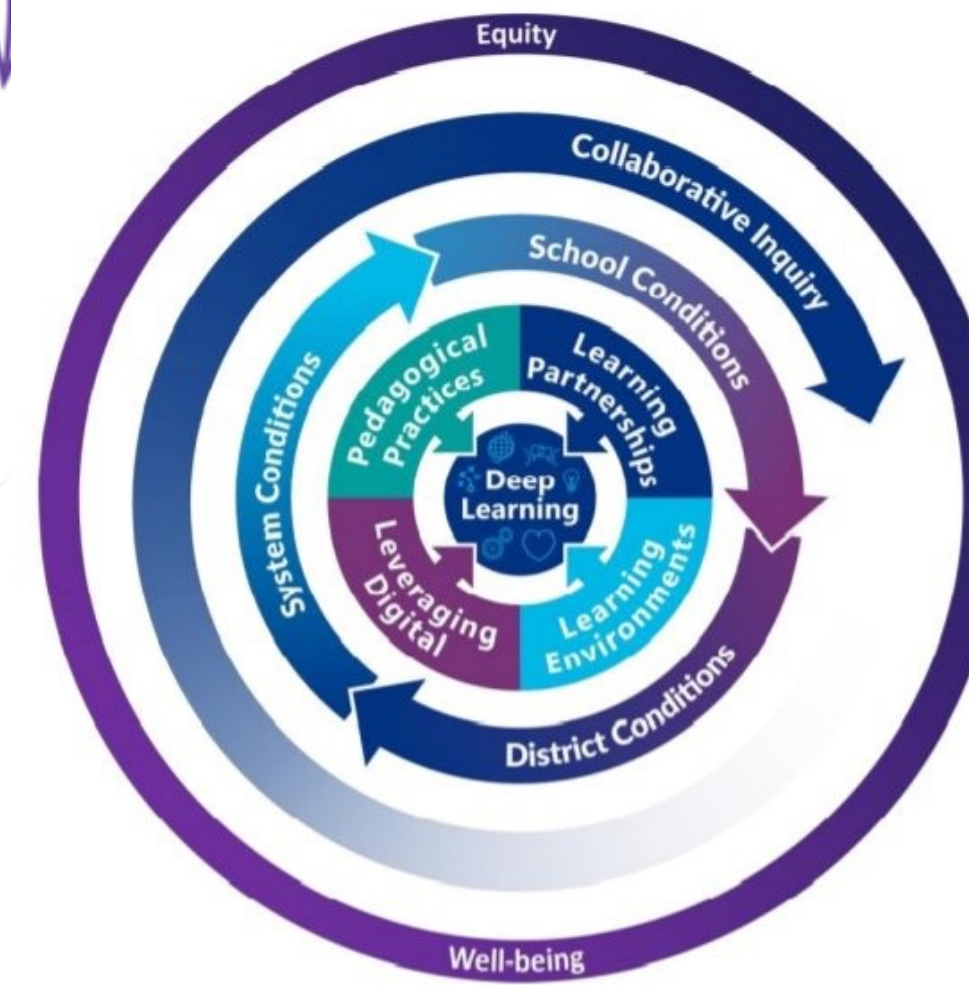 Equity
Collaborative Inquiry
School Conditions
System Conditions
Pedagogical
Practices
Learning
Partnerships
Deep
Learning
Leveraging
Digital
Learning
Environments
District Conditions
Well-being